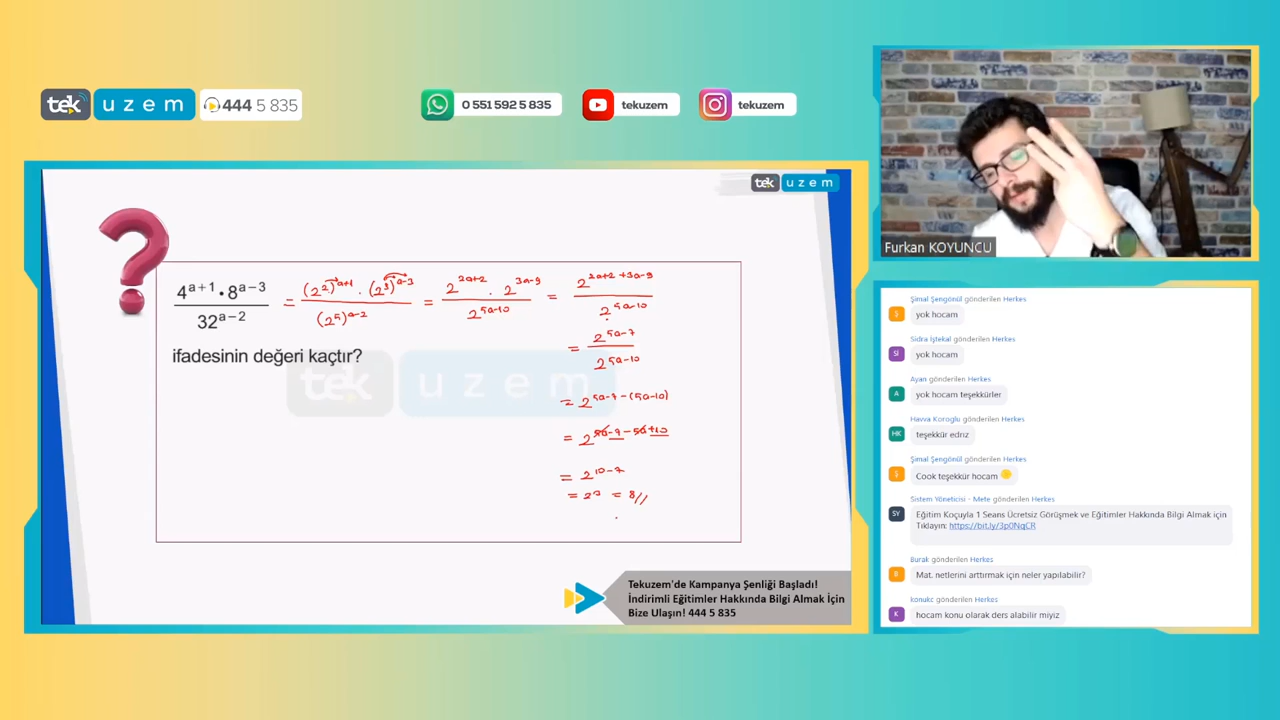 tek uzem 444 5 835
0 551 592 5 835
tekuzem
tekuzem
tek uzem
4^{a+1} · 8^{a-3} / 32^{a-2} = (2^2)^{a+1} · (2^3)^{a-3} / (2^5)^{a-2} = 2^{2a+2} · 2^{3a-9} / 2^{5a-10} = 2^{2a+2+3a-9} / 2^{5a-10}
= 2^{5a-7} / 2^{5a-10}
ifadesinin değeri kaçtır?
tek uzem
= 2^{5a-7-(5a-10)}
= 2^{5a-7-5a+10}
= 2^{10-7}
= 2^3 = 8//
Tekuzem'de Kampanya Şenliği Başladı!
İndirimli Eğitimler Hakkında Bilgi Almak İçin
Bize Ulaşın! 444 5 835
Furkan KOYUNCU
Şimal Şengönül gönderilen Herkes
Ş yok hocam
Sidra İştekal gönderilen Herkes
Sİ yok hocam
Ayan gönderilen Herkes
A yok hocam teşekkürler
Havva Koroglu gönderilen Herkes
HK teşekkür edrız
Şimal Şengönül gönderilen Herkes
Ş Cook teşekkür hocam
Sistem Yöneticisi - Mete gönderilen Herkes
SY Eğitim Koçuyla 1 Seans Ücretsiz Görüşmek ve Eğitimler Hakkında Bilgi Almak için
Tıklayın: https://bit.ly/3p0NqCR
Burak gönderilen Herkes
B Mat. netlerini arttırmak için neler yapılabilir?
konukz gönderilen Herkes
K hocam konu olarak ders alabilir miyiz